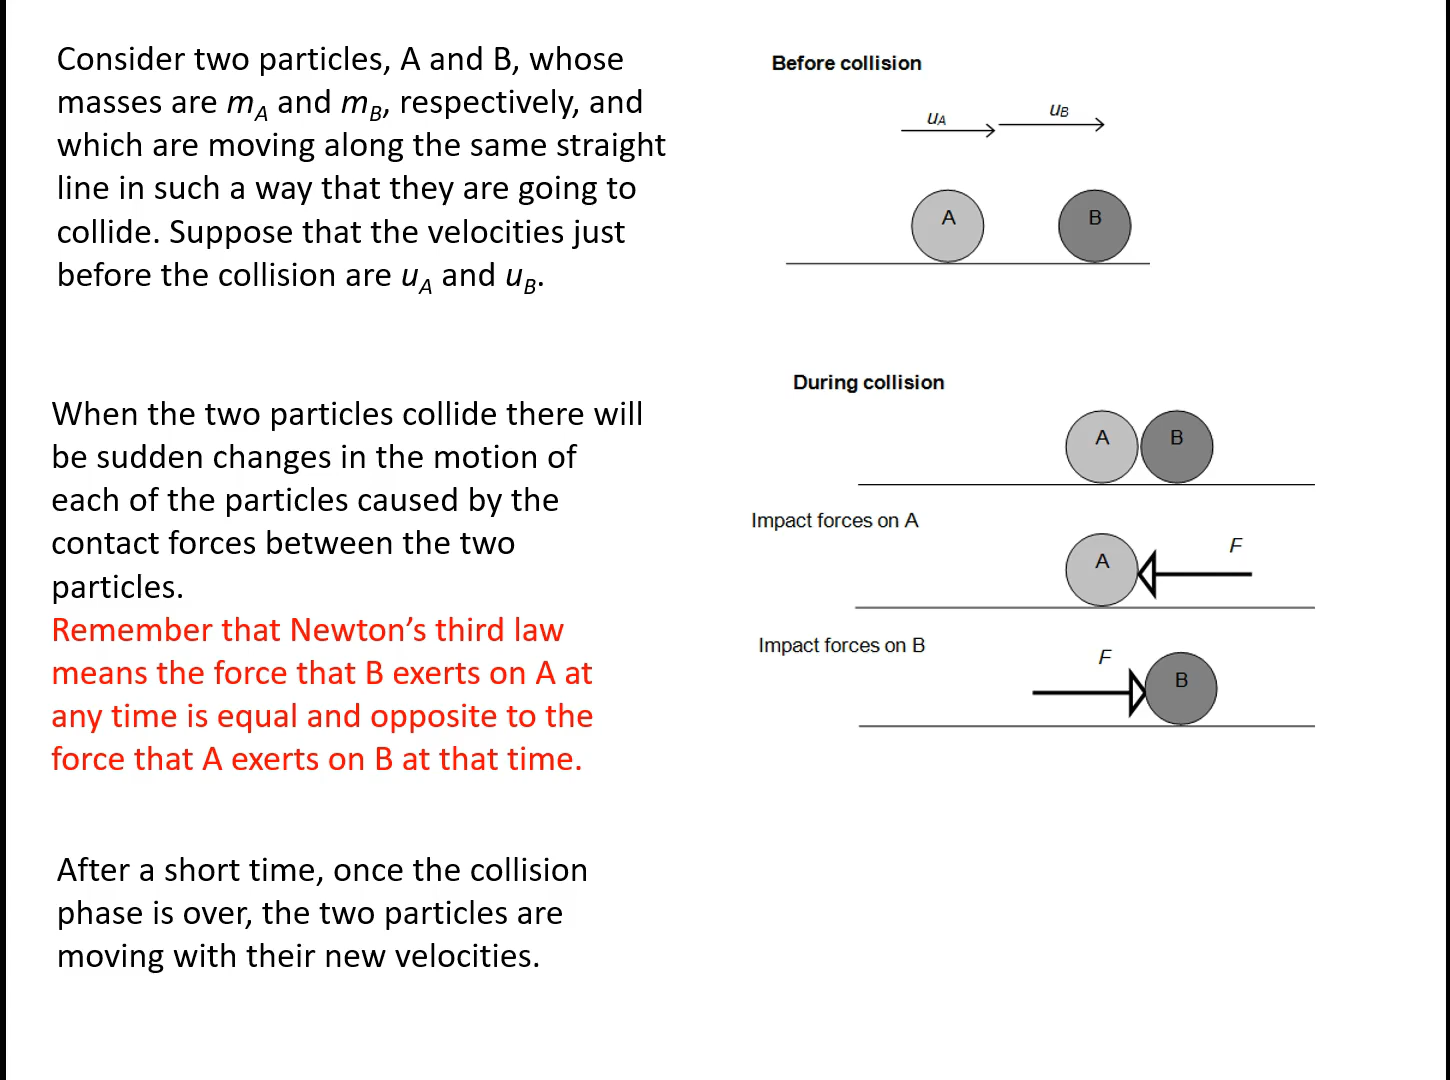 Consider two particles, A and B, whose
masses are mA and mB, respectively, and
which are moving along the same straight
line in such a way that they are going to
collide. Suppose that the velocities just
before the collision are uA and uB.
Before collision
uA
uB
A
B
When the two particles collide there will
be sudden changes in the motion of
each of the particles caused by the
contact forces between the two
particles.
Remember that Newton’s third law
means the force that B exerts on A at
any time is equal and opposite to the
force that A exerts on B at that time.
During collision
A
B
Impact forces on A
A
F
Impact forces on B
F
B
After a short time, once the collision
phase is over, the two particles are
moving with their new velocities.